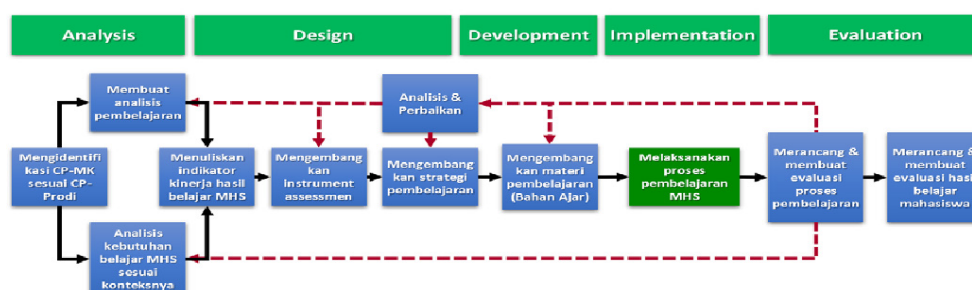 Analysis
Design
Development
Implementation
Evaluation
Membuat
analisis
pembelajaran
Analisis &
Perbaikan
Mengidentifi
kasi CP-MK
sesuai CP-
Prodi
Menuliskan
indikator
kinerja hasil
belajar MHS
Mengembang
kan instrument
assessmen
Mengembang
kan strategi
pembelajaran
Mengembang
kan materi
pembelajaran
(Bahan Ajar)
Melaksanakan
proses
pembelajaran
MHS
Merancang &
membuat
evaluasi proses
pembelajaran
Merancang &
membuat
evaluasi hasil
belajar
mahasiswa
Analisis
kebutuhan
belajar MHS
sesuai
konteksnya